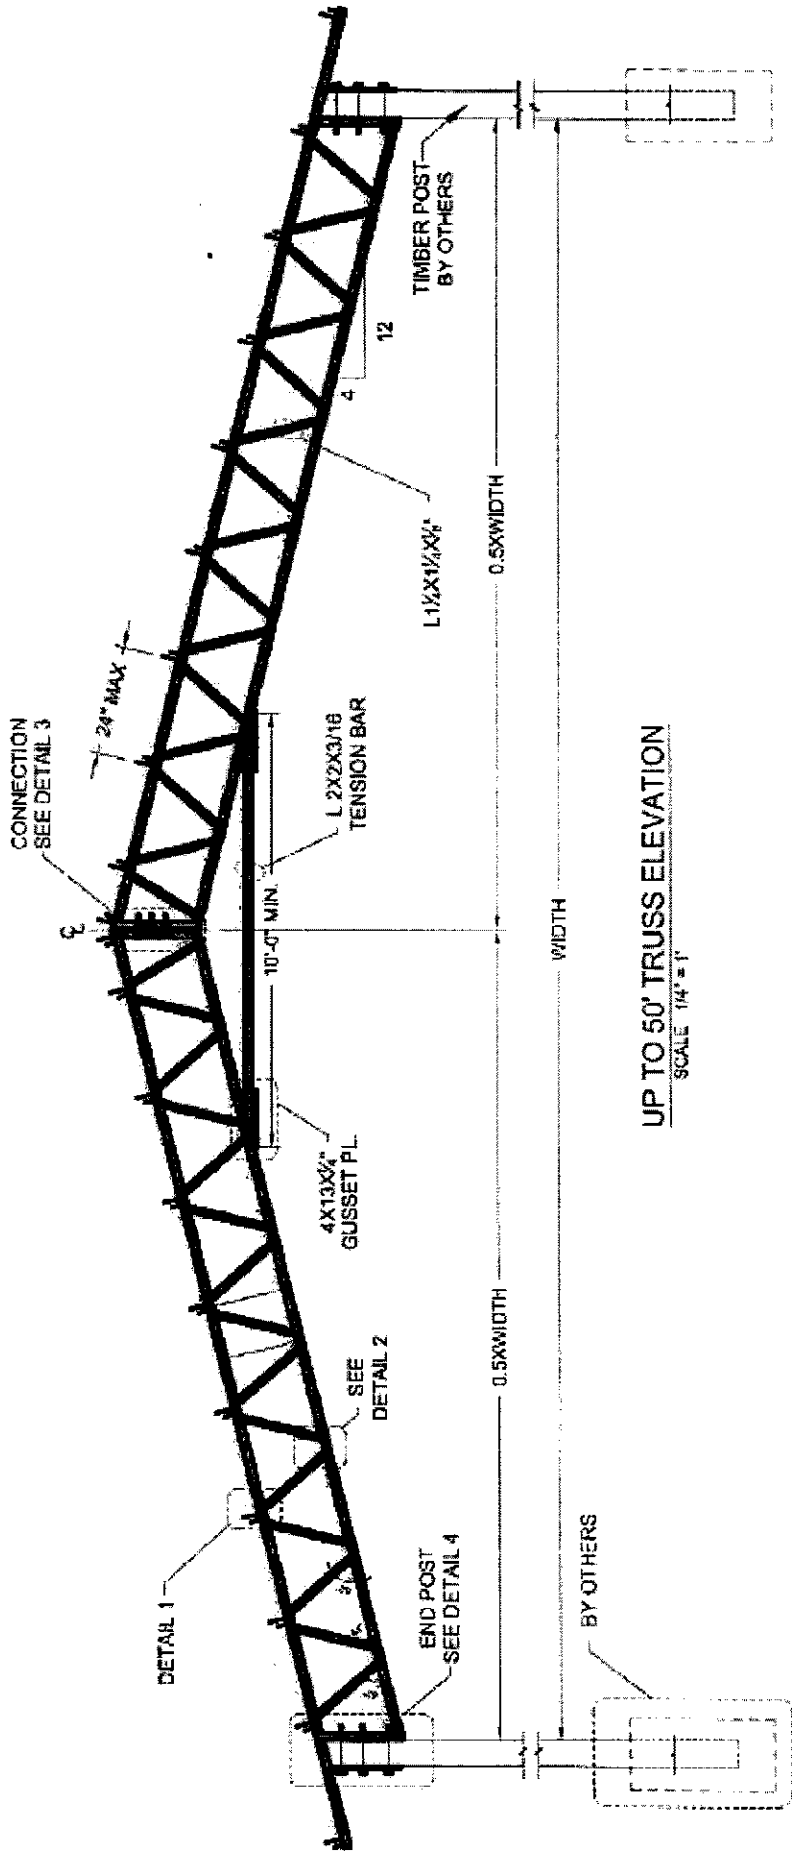 CONNECTION
SEE DETAIL 3
℄
24" MAX
DETAIL 1
SEE
DETAIL 2
4X13X¼"
GUSSET PL.
10'-0" MIN.
L 2X2X3/16
TENSION BAR
L1¼X1¼X⅛"
4
12
TIMBER POST
BY OTHERS
END POST
SEE DETAIL 4
0.5XWIDTH
0.5XWIDTH
WIDTH
BY OTHERS
UP TO 50' TRUSS ELEVATION
SCALE 1/4" = 1'